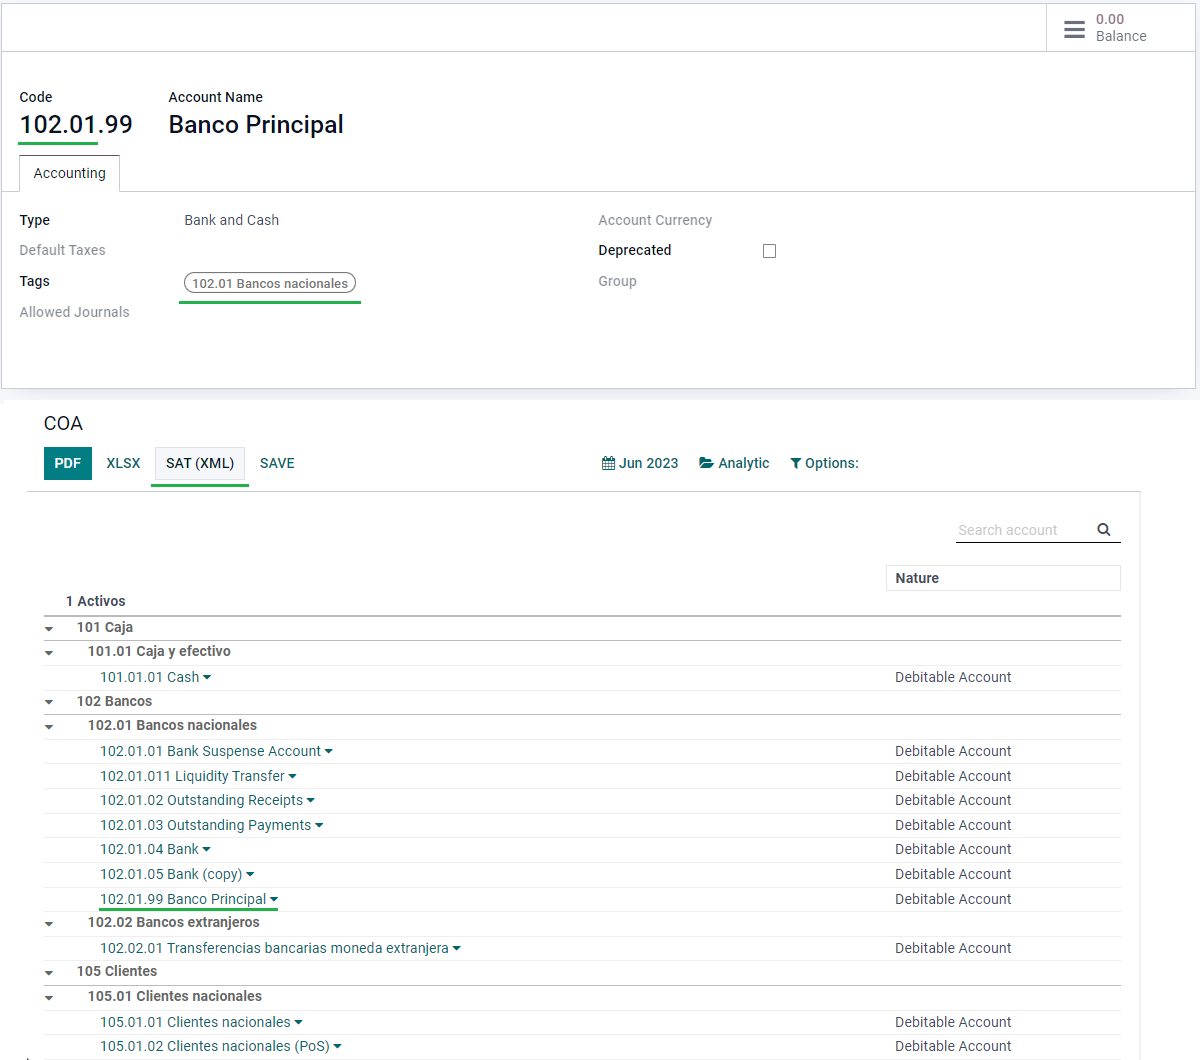 0.00
Balance
Code Account Name
102.01.99 Banco Principal
Accounting
Type Bank and Cash Account Currency
Default Taxes Deprecated
Tags 102.01 Bancos nacionales Group
Allowed Journals
COA
PDF XLSX SAT (XML) SAVE Jun 2023 Analytic Options:
Search account
Nature
1 Activos
101 Caja
101.01 Caja y efectivo
101.01.01 Cash Debitable Account
102 Bancos
102.01 Bancos nacionales
102.01.01 Bank Suspense Account Debitable Account
102.01.011 Liquidity Transfer Debitable Account
102.01.02 Outstanding Receipts Debitable Account
102.01.03 Outstanding Payments Debitable Account
102.01.04 Bank Debitable Account
102.01.05 Bank (copy) Debitable Account
102.01.99 Banco Principal Debitable Account
102.02 Bancos extranjeros
102.02.01 Transferencias bancarias moneda extranjera Debitable Account
105 Clientes
105.01 Clientes nacionales
105.01.01 Clientes nacionales Debitable Account
105.01.02 Clientes nacionales (PoS) Debitable Account